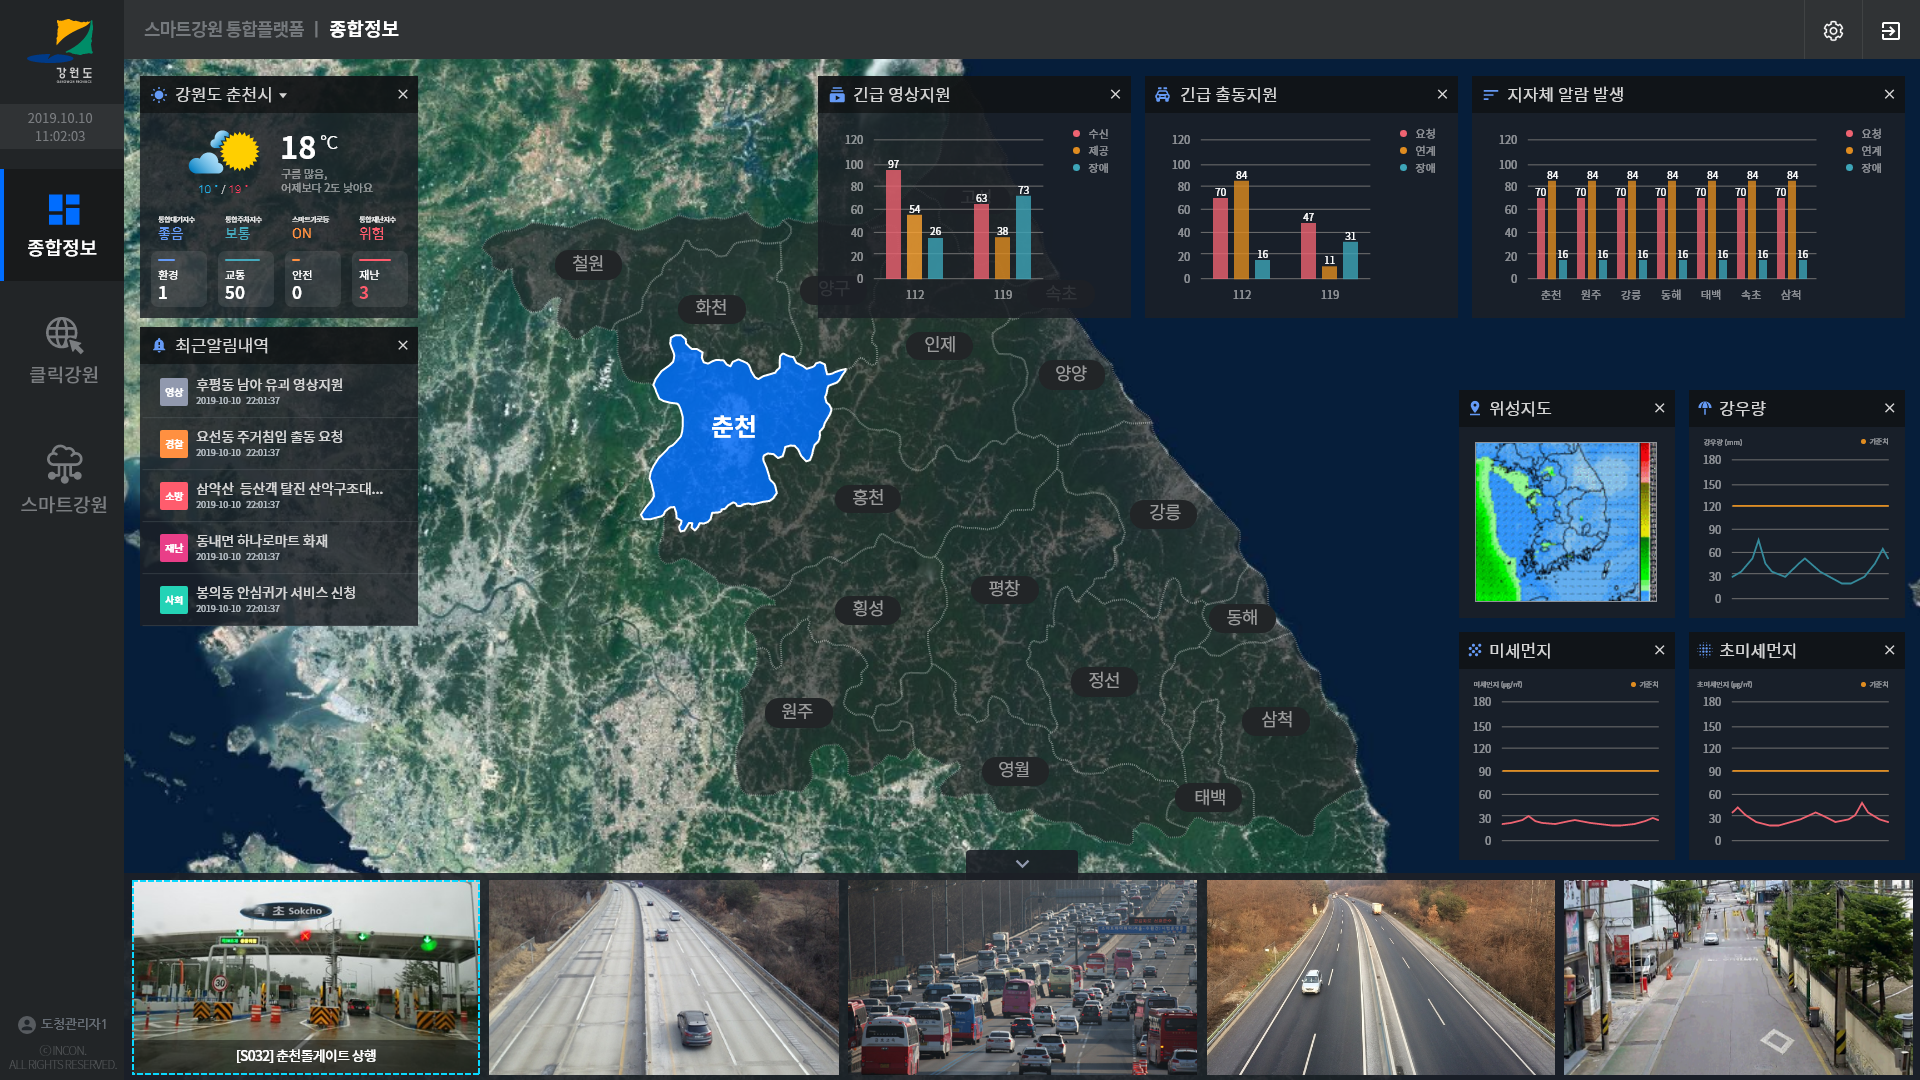 스마트강원 통합플랫폼 | 종합정보
강원도
2019.10.10
11:02:03
종합정보
클릭강원
스마트강원
도청관리자1
ⓒ INCON.
ALL RIGHTS RESERVED.
강원도 춘천시
18 ℃
구름 많음,
어제보다 2도 낮아요
10 ° / 19 °
통합대기지수 통합주차지수 스마트가로등 통합재난지수
좋음 보통 ON 위험
환경 교통 안전 재난
1 50 0 3
최근알림내역
영상 후평동 남아 유괴 영상지원
2019-10-10 22:01:37
경찰 요선동 주거침입 출동 요청
2019-10-10 22:01:37
소방 삼악산 등산객 탈진 산악구조대...
2019-10-10 22:01:37
재난 동내면 하나로마트 화재
2019-10-10 22:01:37
사회 봉의동 안심귀가 서비스 신청
2019-10-10 22:01:37
철원
화천
양구
속초
인제
양양
춘천
홍천
강릉
평창
횡성
동해
정선
원주
삼척
영월
태백
긴급 영상지원
수신
제공
장애
120
100
80
60
40
20
0
97 54 26 63 38 73
112 119
긴급 출동지원
요청
연계
장애
120
100
80
60
40
20
0
70 84 16 47 11 31
112 119
지자체 알람 발생
요청
연계
장애
120
100
80
60
40
20
0
70 84 16 70 84 16 70 84 16 70 84 16 70 84 16 70 84 16 70 84 16
춘천 원주 강릉 동해 태백 속초 삼척
위성지도
강우량
강우량 (mm) 기준치
180
150
120
90
60
30
0
미세먼지
미세먼지 (㎍/㎥) 기준치
180
150
120
90
60
30
0
초미세먼지
초미세먼지 (㎍/㎥) 기준치
180
150
120
90
60
30
0
속초 Sokcho
30
[S032] 춘천톨게이트 상행